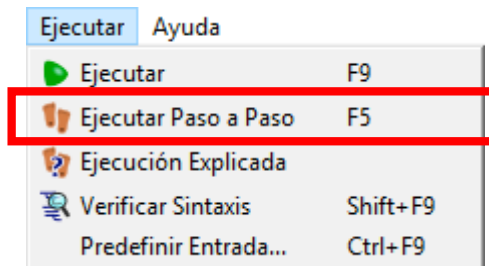 Ejecutar Ayuda
Ejecutar F9
Ejecutar Paso a Paso F5
Ejecución Explicada
Verificar Sintaxis Shift+F9
Predefinir Entrada... Ctrl+F9